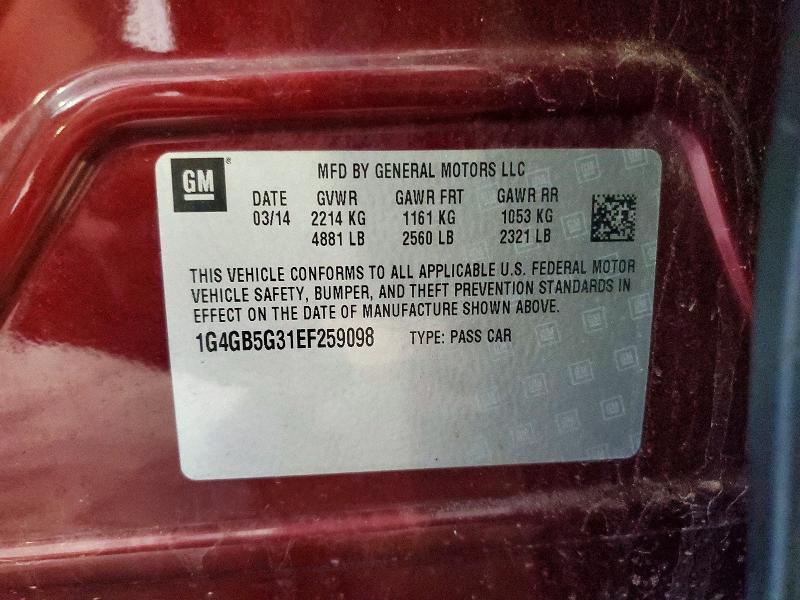 GM
MFD BY GENERAL MOTORS LLC
DATE GVWR GAWR FRT GAWR RR
03/14 2214 KG 1161 KG 1053 KG
4881 LB 2560 LB 2321 LB
THIS VEHICLE CONFORMS TO ALL APPLICABLE U.S. FEDERAL MOTOR
VEHICLE SAFETY, BUMPER, AND THEFT PREVENTION STANDARDS IN
EFFECT ON THE DATE OF MANUFACTURE SHOWN ABOVE.
1G4GB5G31EF259098 TYPE: PASS CAR